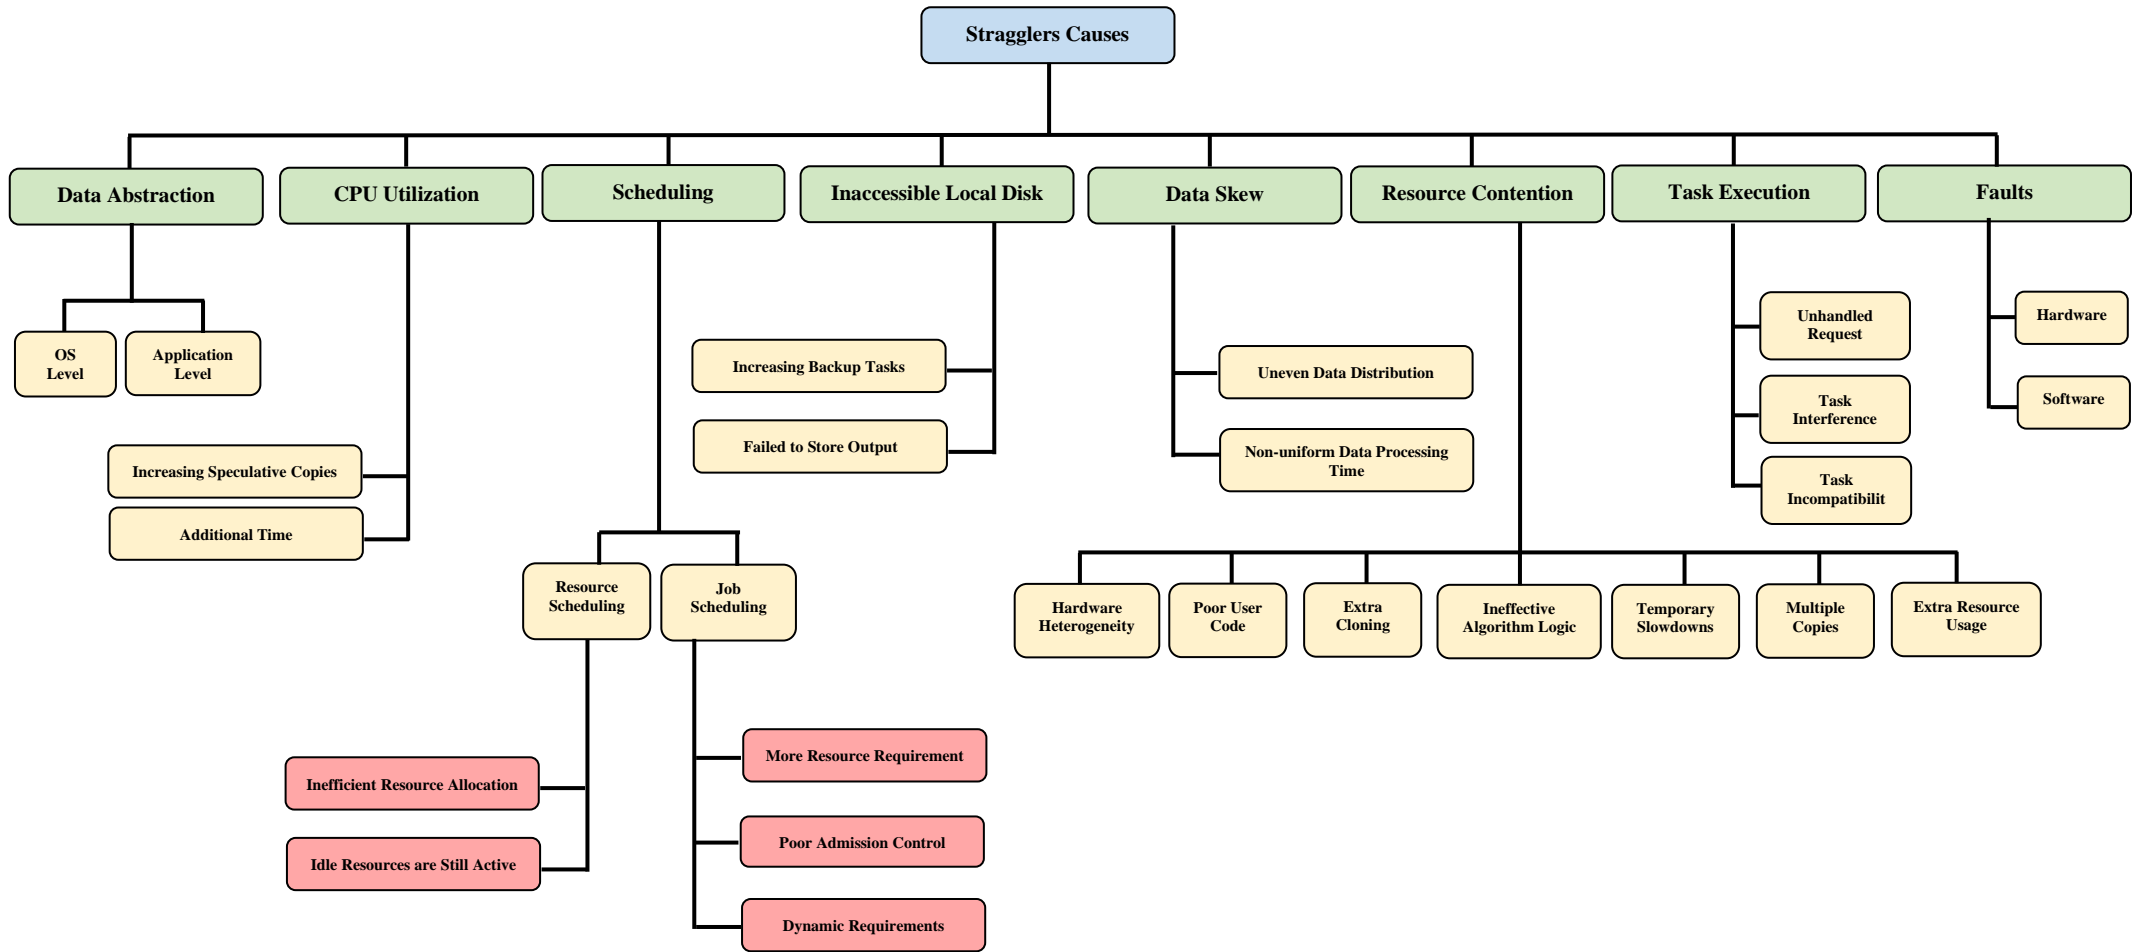 Stragglers Causes
Data Abstraction
CPU Utilization
Scheduling
Inaccessible Local Disk
Data Skew
Resource Contention
Task Execution
Faults
OS
Level
Application
Level
Increasing Speculative Copies
Additional Time
Resource
Scheduling
Job
Scheduling
Inefficient Resource Allocation
Idle Resources are Still Active
More Resource Requirement
Poor Admission Control
Dynamic Requirements
Increasing Backup Tasks
Failed to Store Output
Uneven Data Distribution
Non-uniform Data Processing
Time
Hardware
Heterogeneity
Poor User
Code
Extra
Cloning
Ineffective
Algorithm Logic
Temporary
Slowdowns
Multiple
Copies
Extra Resource
Usage
Unhandled
Request
Task
Interference
Task
Incompatibilit
Hardware
Software